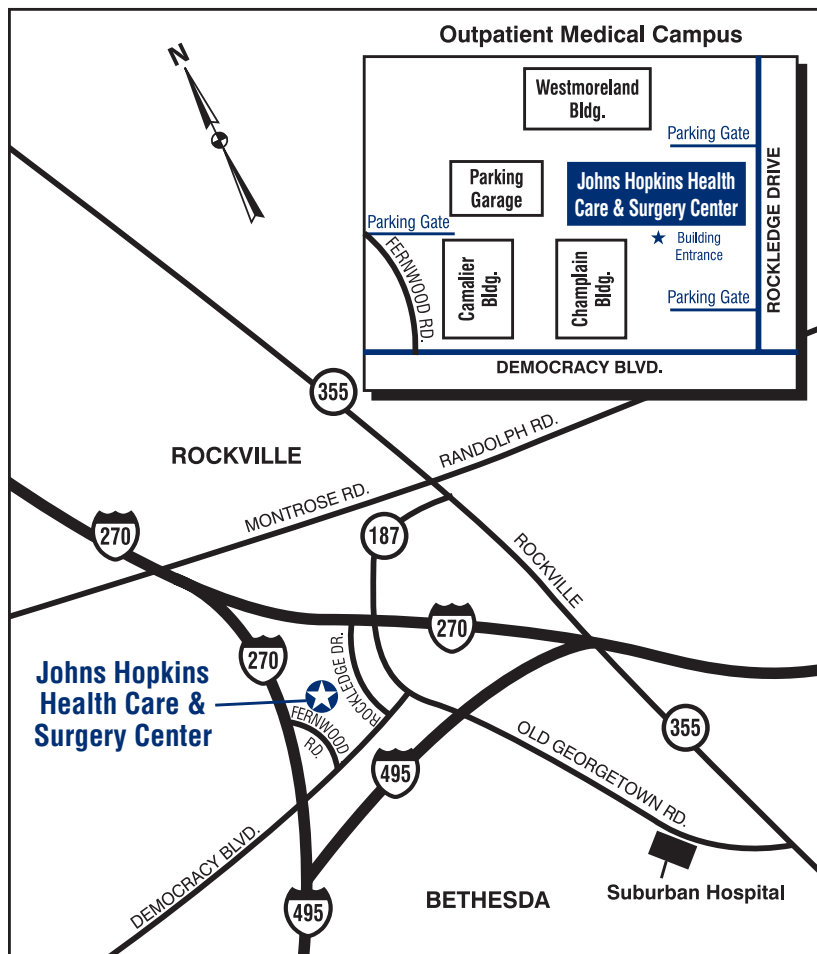 N
Outpatient Medical Campus
Westmoreland
Bldg.
Parking Gate
Parking
Garage
Johns Hopkins Health
Care & Surgery Center
ROCKLEDGE DRIVE
Parking Gate
Building
Entrance
FERNWOOD RD.
Camalier
Bldg.
Champlain
Bldg.
Parking Gate
DEMOCRACY BLVD.
355
ROCKVILLE
RANDOLPH RD.
MONTROSE RD.
270
187
ROCKVILLE
270
270
Johns Hopkins
Health Care &
Surgery Center
ROCKLEDGE DR.
FERNWOOD
RD.
355
OLD GEORGETOWN RD.
495
DEMOCRACY BLVD.
Suburban Hospital
BETHESDA
495